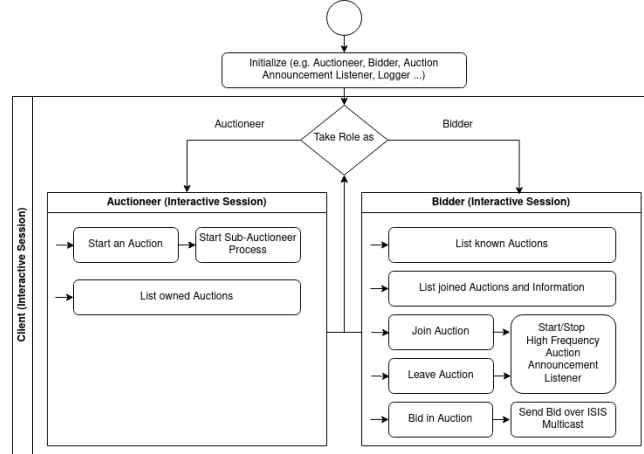 Initialize (e.g. Auctioneer, Bidder, Auction
Announcement Listener, Logger ...)
Auctioneer
Take Role as
Bidder
Client (Interactive Session)
Auctioneer (Interactive Session)
Start an Auction
Start Sub-Auctioneer
Process
List owned Auctions
Bidder (Interactive Session)
List known Auctions
List joined Auctions and Information
Join Auction
Start/Stop
High Frequency
Auction
Announcement
Listener
Leave Auction
Bid in Auction
Send Bid over ISIS
Multicast